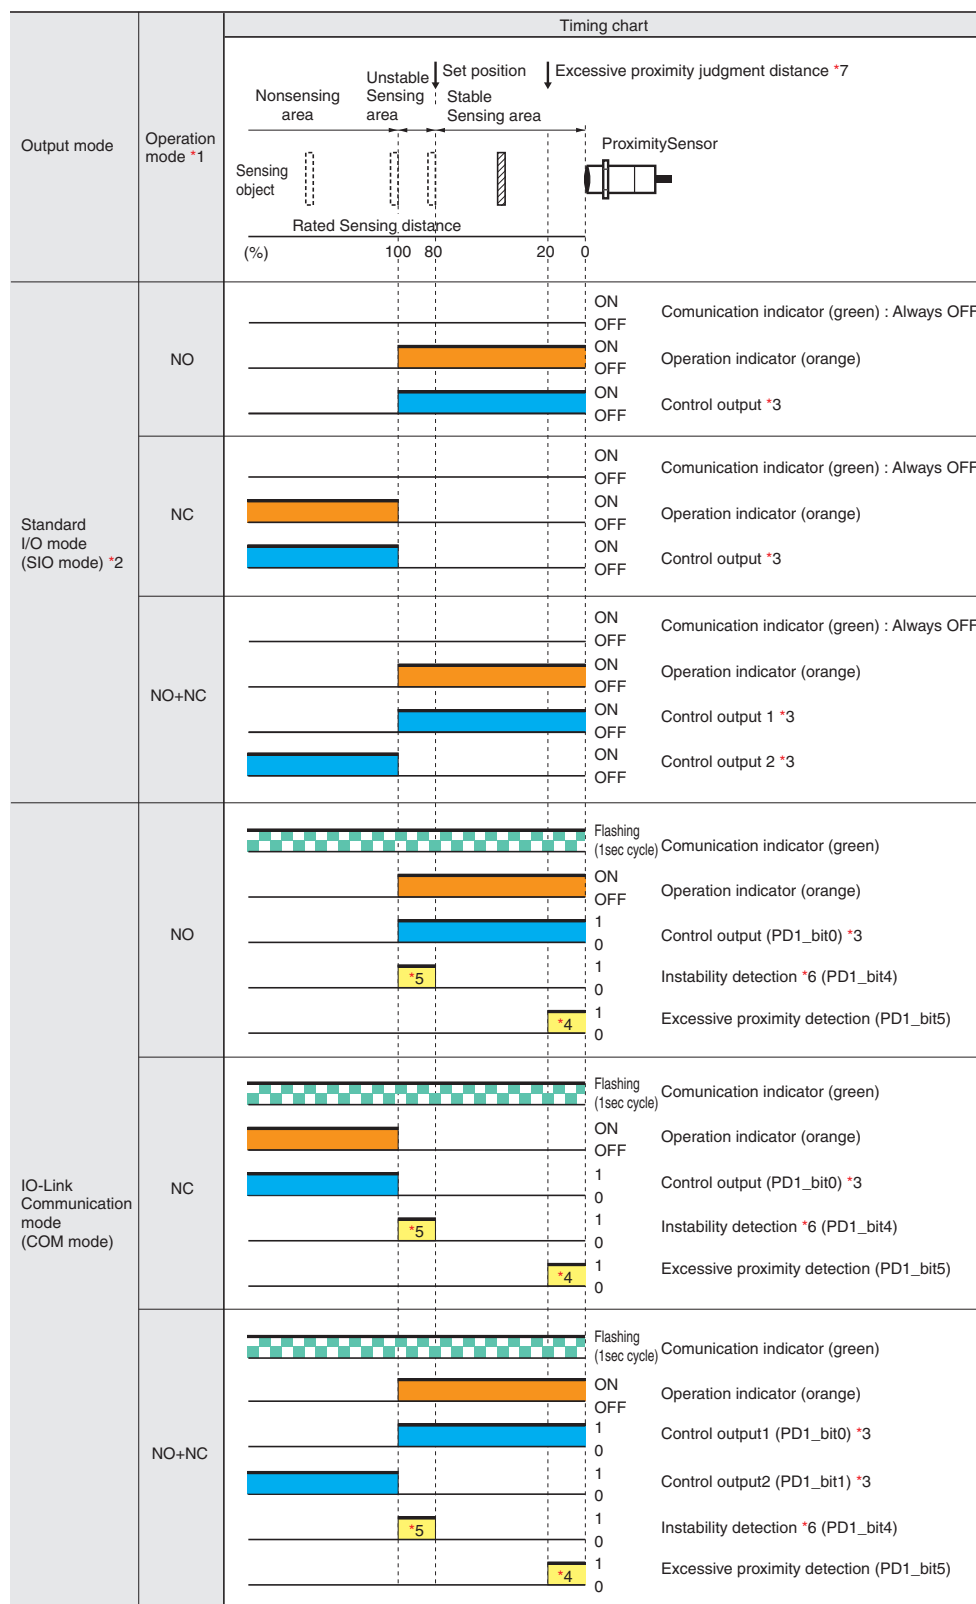 Timing chart
Output mode
Operation
mode *1
Set position
Excessive proximity judgment distance *7
Nonsensing
area
Unstable
Sensing
area
Stable
Sensing area
ProximitySensor
Sensing
object
Rated Sensing distance
(%)
100
80
20
0
Standard
I/O mode
(SIO mode) *2
NO
ON
OFF
Comunication indicator (green) : Always OFF
ON
OFF
Operation indicator (orange)
ON
OFF
Control output *3
NC
ON
OFF
Comunication indicator (green) : Always OFF
ON
OFF
Operation indicator (orange)
ON
OFF
Control output *3
NO+NC
ON
OFF
Comunication indicator (green) : Always OFF
ON
OFF
Operation indicator (orange)
ON
OFF
Control output 1 *3
ON
OFF
Control output 2 *3
IO-Link
Communication
mode
(COM mode)
NO
Flashing
(1sec cycle)
Comunication indicator (green)
ON
OFF
Operation indicator (orange)
1
0
Control output (PD1_bit0) *3
*5
1
0
Instability detection *6 (PD1_bit4)
*4
1
0
Excessive proximity detection (PD1_bit5)
NC
Flashing
(1sec cycle)
Comunication indicator (green)
ON
OFF
Operation indicator (orange)
1
0
Control output (PD1_bit0) *3
*5
1
0
Instability detection *6 (PD1_bit4)
*4
1
0
Excessive proximity detection (PD1_bit5)
NO+NC
Flashing
(1sec cycle)
Comunication indicator (green)
ON
OFF
Operation indicator (orange)
1
0
Control output1 (PD1_bit0) *3
1
0
Control output2 (PD1_bit1) *3
*5
1
0
Instability detection *6 (PD1_bit4)
*4
1
0
Excessive proximity detection (PD1_bit5)